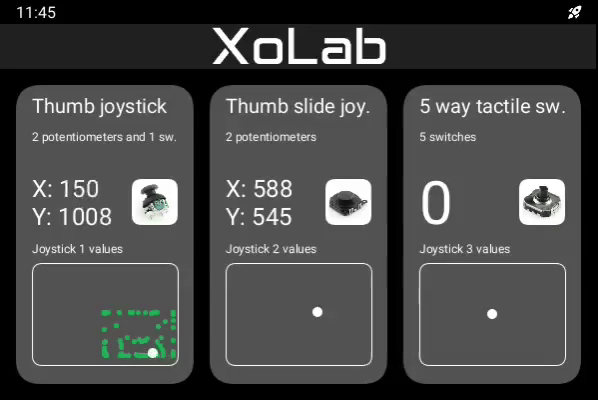 11:45
XoLab
Thumb joystick
2 potentiometers and 1 sw.
X: 150
Y: 1008
Joystick 1 values
Thumb slide joy.
2 potentiometers
X: 588
Y: 545
Joystick 2 values
5 way tactile sw.
5 switches
0
Joystick 3 values